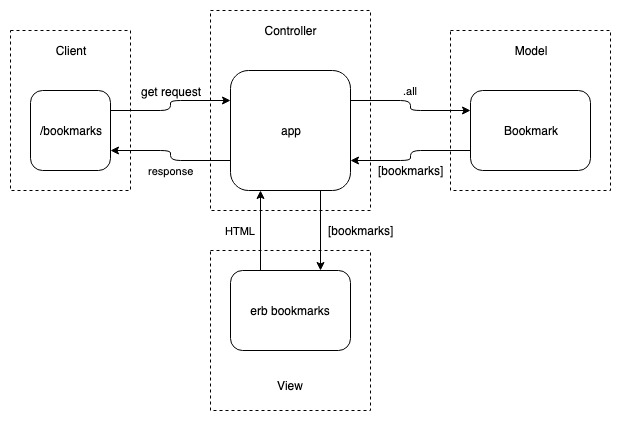 Controller
Client
Model
get request
.all
/bookmarks
app
Bookmark
response
[bookmarks]
HTML
[bookmarks]
erb bookmarks
View